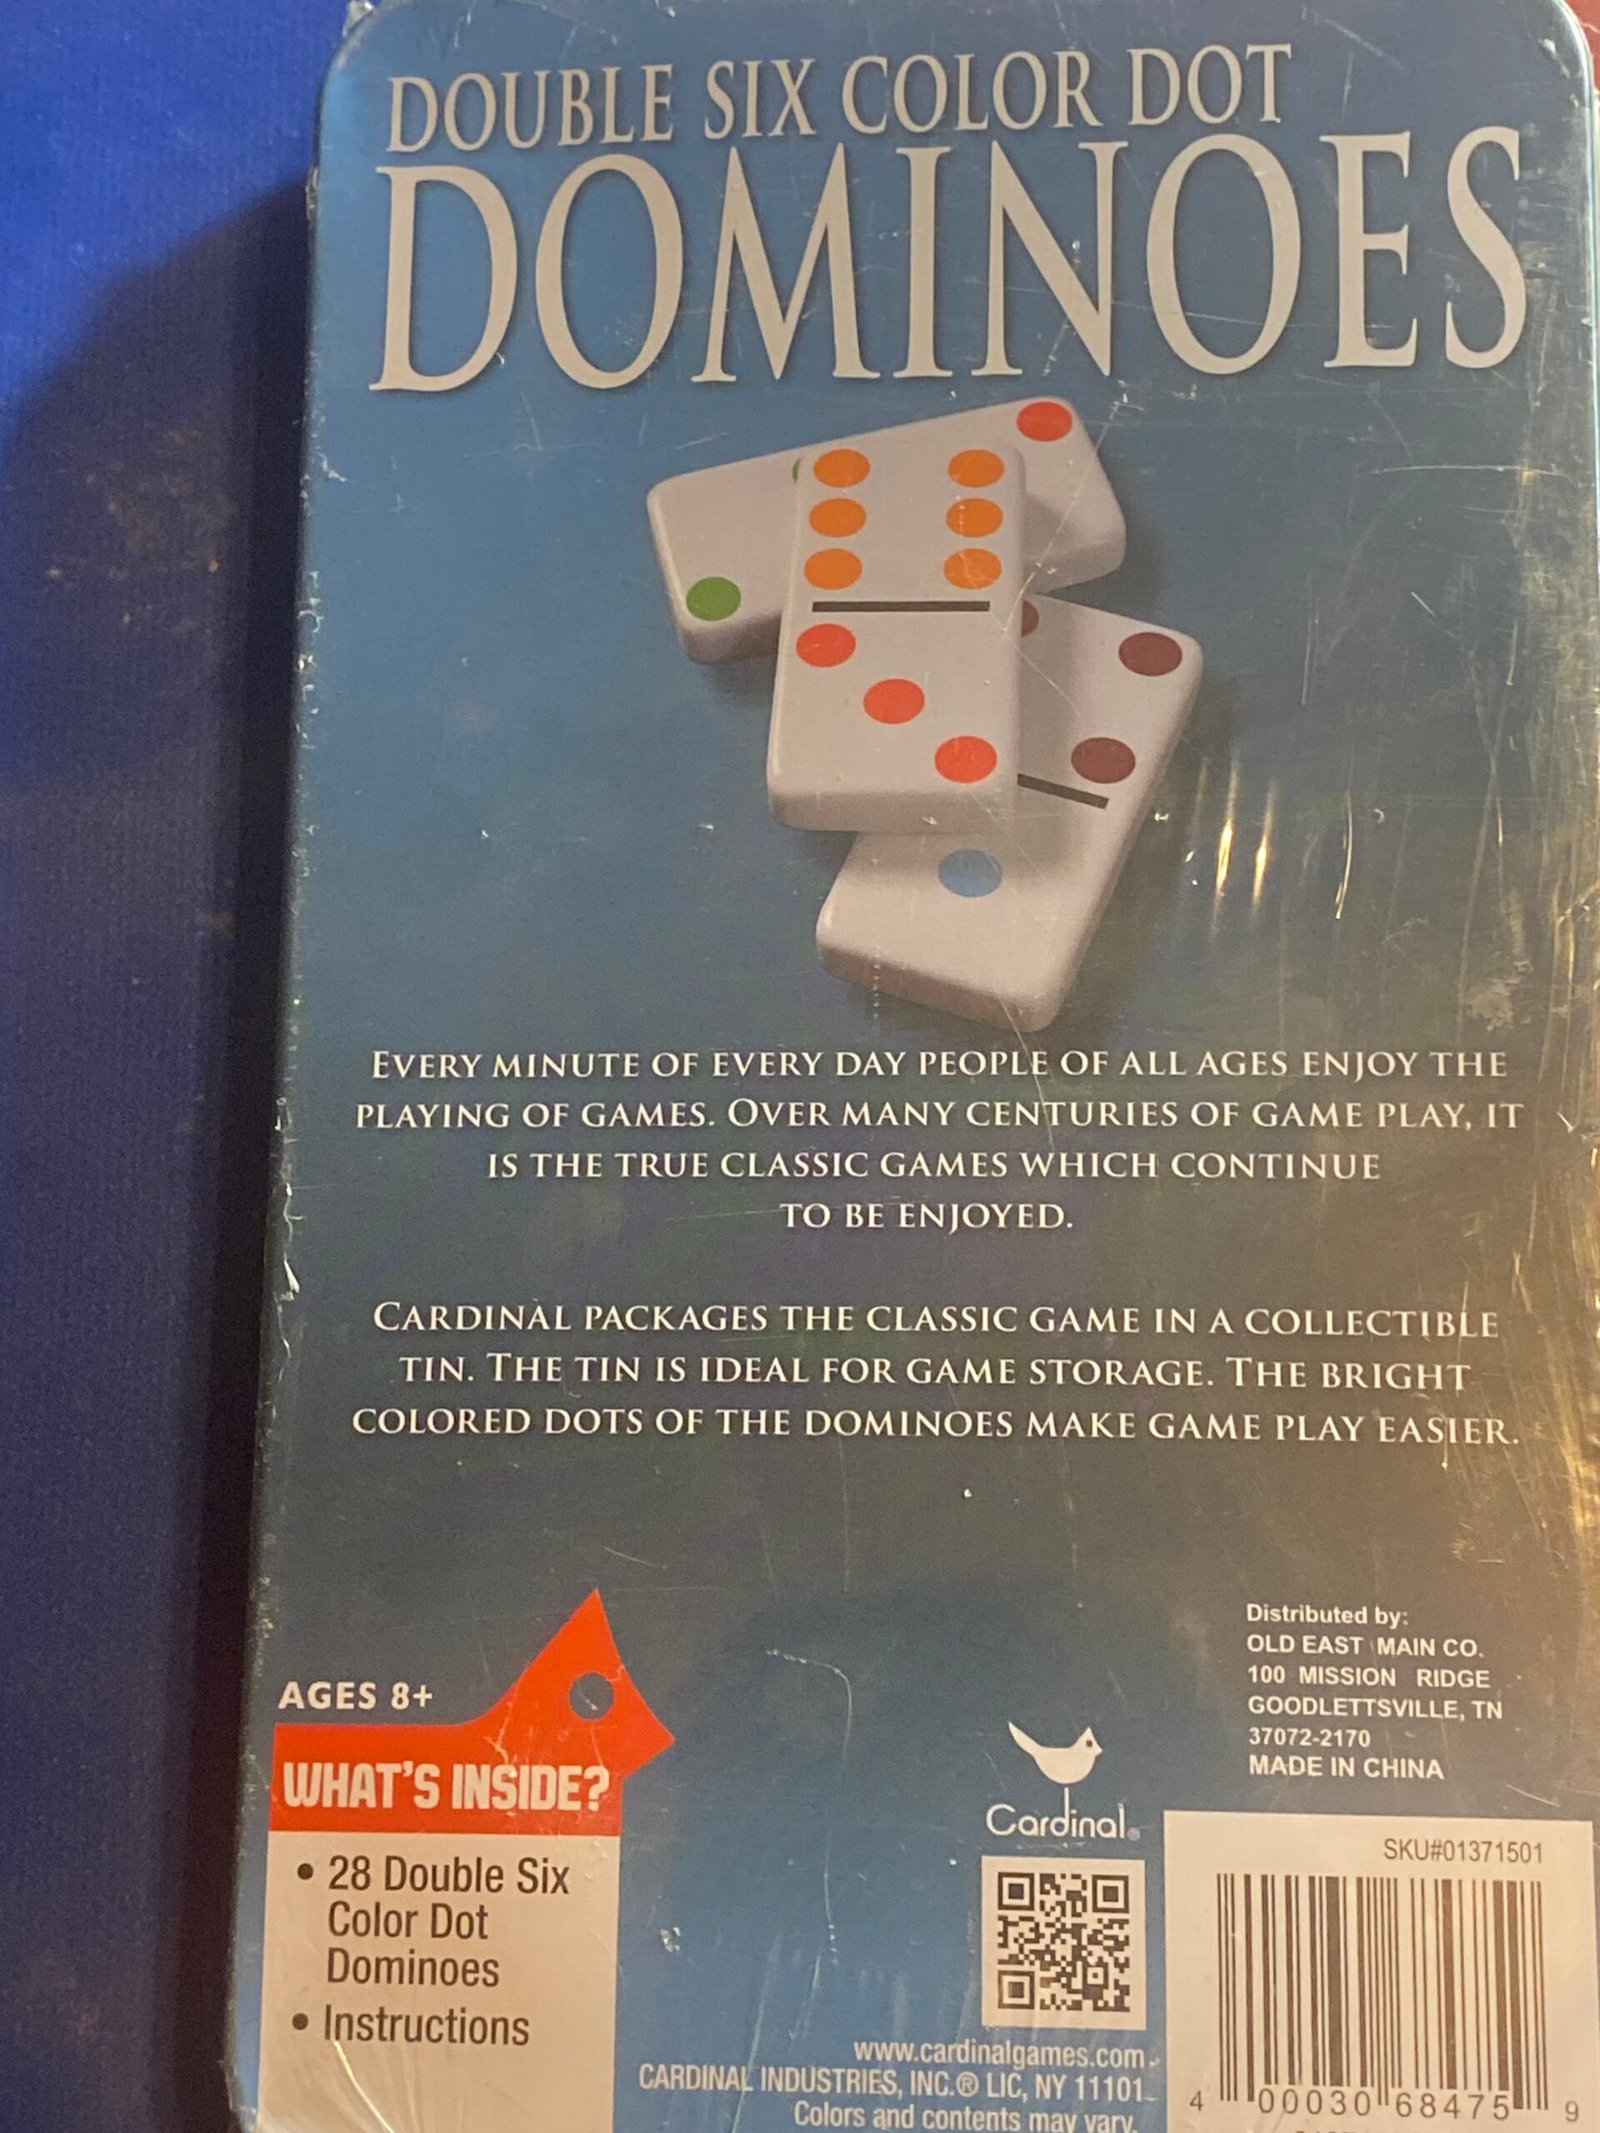 DOUBLE SIX COLOR DOT
DOMINOES
EVERY MINUTE OF EVERY DAY PEOPLE OF ALL AGES ENJOY THE
PLAYING OF GAMES. OVER MANY CENTURIES OF GAME PLAY, IT
IS THE TRUE CLASSIC GAMES WHICH CONTINUE
TO BE ENJOYED.
CARDINAL PACKAGES THE CLASSIC GAME IN A COLLECTIBLE
TIN. THE TIN IS IDEAL FOR GAME STORAGE. THE BRIGHT
COLORED DOTS OF THE DOMINOES MAKE GAME PLAY EASIER.
AGES 8+
WHAT'S INSIDE?
• 28 Double Six
Color Dot
Dominoes
• Instructions
Distributed by:
OLD EAST MAIN CO.
100 MISSION RIDGE
GOODLETTSVILLE, TN
37072-2170
MADE IN CHINA
Cardinal®
www.cardinalgames.com
CARDINAL INDUSTRIES, INC.® LIC, NY 11101
Colors and contents may vary.
SKU#01371501
4 00030 68475 9